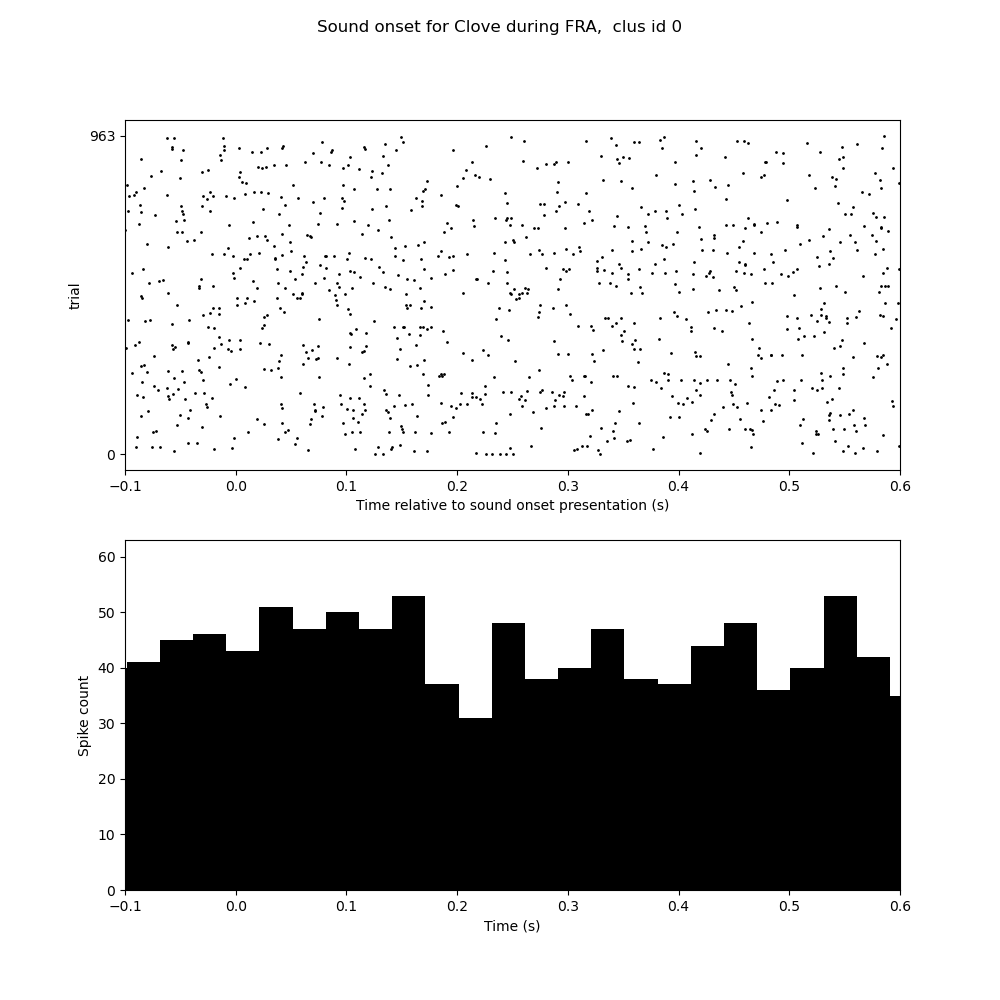 Sound onset for Clove during FRA,  clus id 0
963
trial
0
−0.1 0.0 0.1 0.2 0.3 0.4 0.5 0.6
Time relative to sound onset presentation (s)
60
50
40
Spike count
30
20
10
0
−0.1 0.0 0.1 0.2 0.3 0.4 0.5 0.6
Time (s)